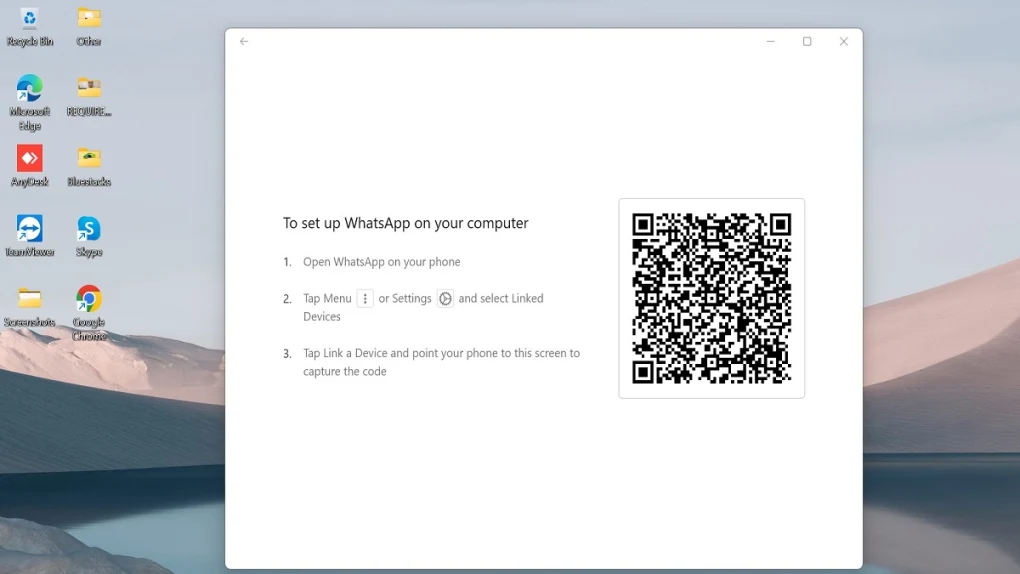 Recycle Bin
Other
Microsoft
Edge
REQUIRE...
AnyDesk
Bluestacks
TeamViewer
Skype
Screenshots
Google
Chrome
To set up WhatsApp on your computer
1. Open WhatsApp on your phone
2. Tap Menu or Settings and select Linked
Devices
3. Tap Link a Device and point your phone to this screen to
capture the code